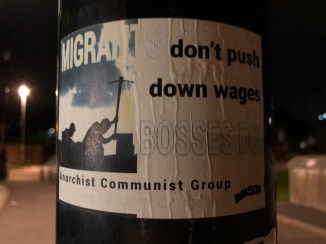 MIGRANTS don't push
down wages
BOSSES DO
Anarchist Communist Group